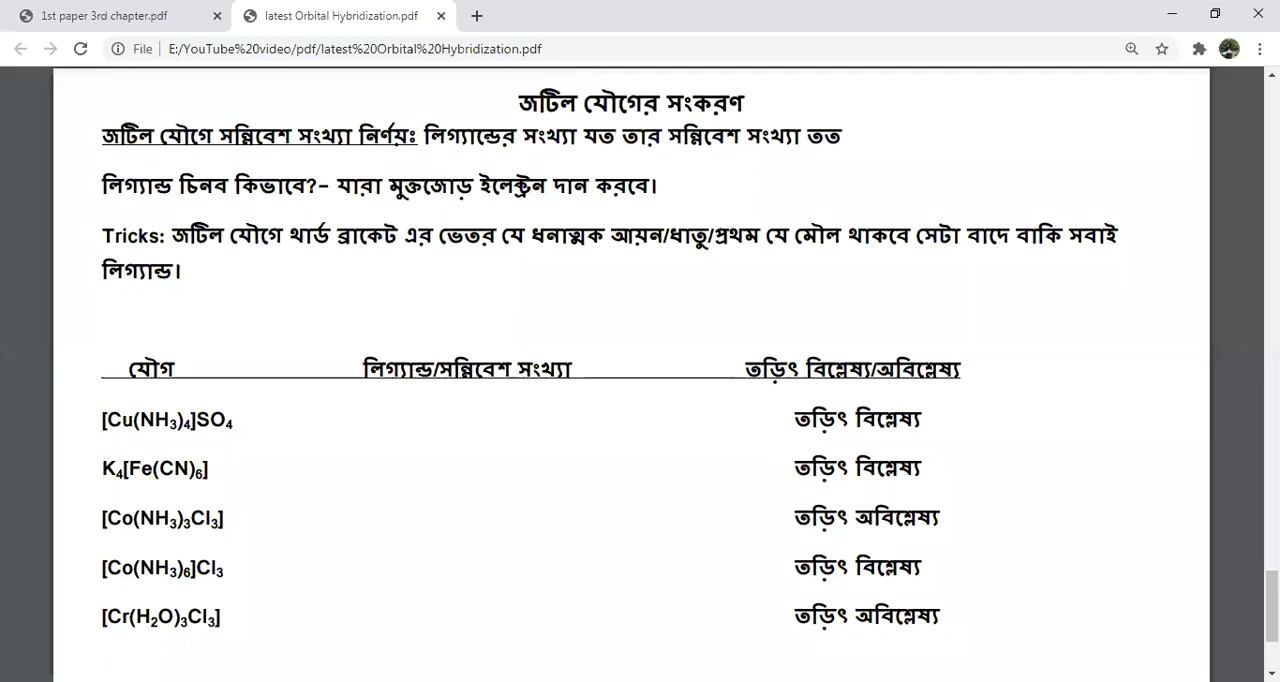 1st paper 3rd chapter.pdf
latest Orbital Hybridization.pdf
File
E:/YouTube%20video/pdf/latest%20Orbital%20Hybridization.pdf
জটিল যৌগের সংকরণ
জটিল যৌগে সন্নিবেশ সংখ্যা নির্ণয়ঃ লিগ্যান্ডের সংখ্যা যত তার সন্নিবেশ সংখ্যা তত
লিগ্যান্ড চিনব কিভাবে?- যারা মুক্তজোড় ইলেক্ট্রন দান করবে।
Tricks: জটিল যৌগে থার্ড ব্রাকেট এর ভেতর যে ধনাত্মক আয়ন/ধাতু/প্রথম যে মৌল থাকবে সেটা বাদে বাকি সবাই
লিগ্যান্ড।
যৌগ লিগ্যান্ড/সন্নিবেশ সংখ্যা তড়িৎ বিশ্লেষ্য/অবিশ্লেষ্য
[Cu(NH₃)₄]SO₄ তড়িৎ বিশ্লেষ্য
K₄[Fe(CN)₆] তড়িৎ বিশ্লেষ্য
[Co(NH₃)₃Cl₃] তড়িৎ অবিশ্লেষ্য
[Co(NH₃)₆]Cl₃ তড়িৎ বিশ্লেষ্য
[Cr(H₂O)₃Cl₃] তড়িৎ অবিশ্লেষ্য